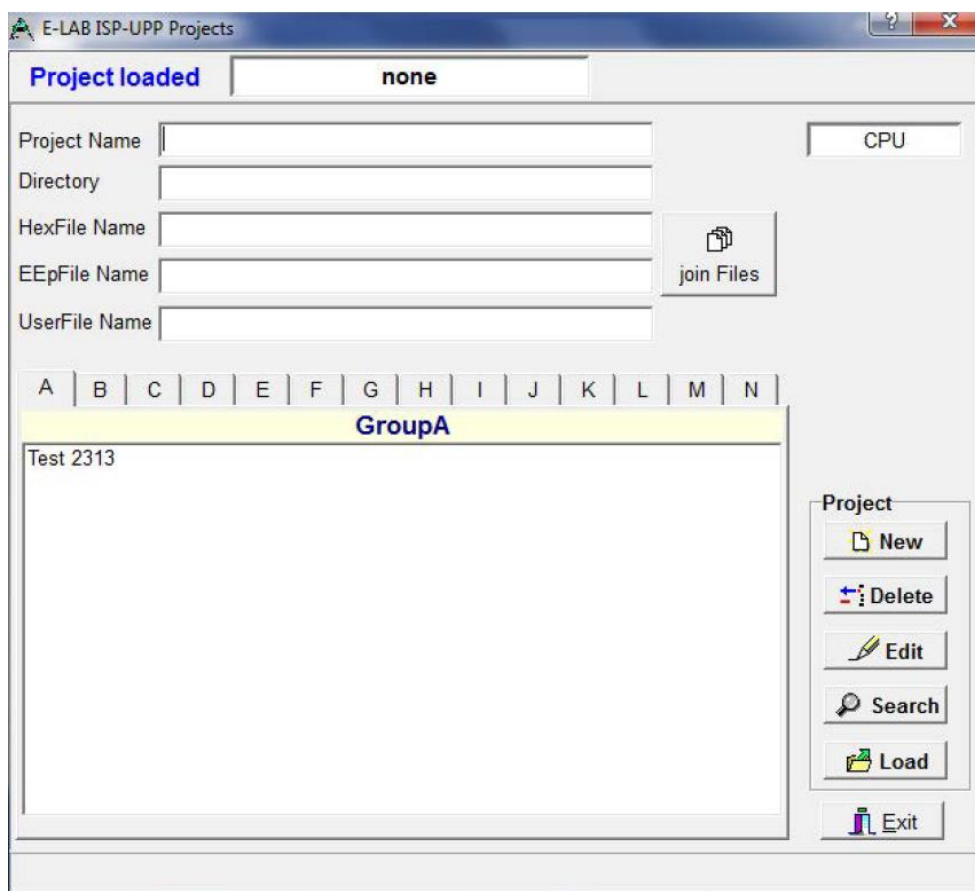 E-LAB ISP-UPP Projects
? X
Project loaded none
Project Name CPU
Directory
HexFile Name
join Files
EEpFile Name
UserFile Name
A B C D E F G H I J K L M N
GroupA
Test 2313
Project
New
Delete
Edit
Search
Load
Exit